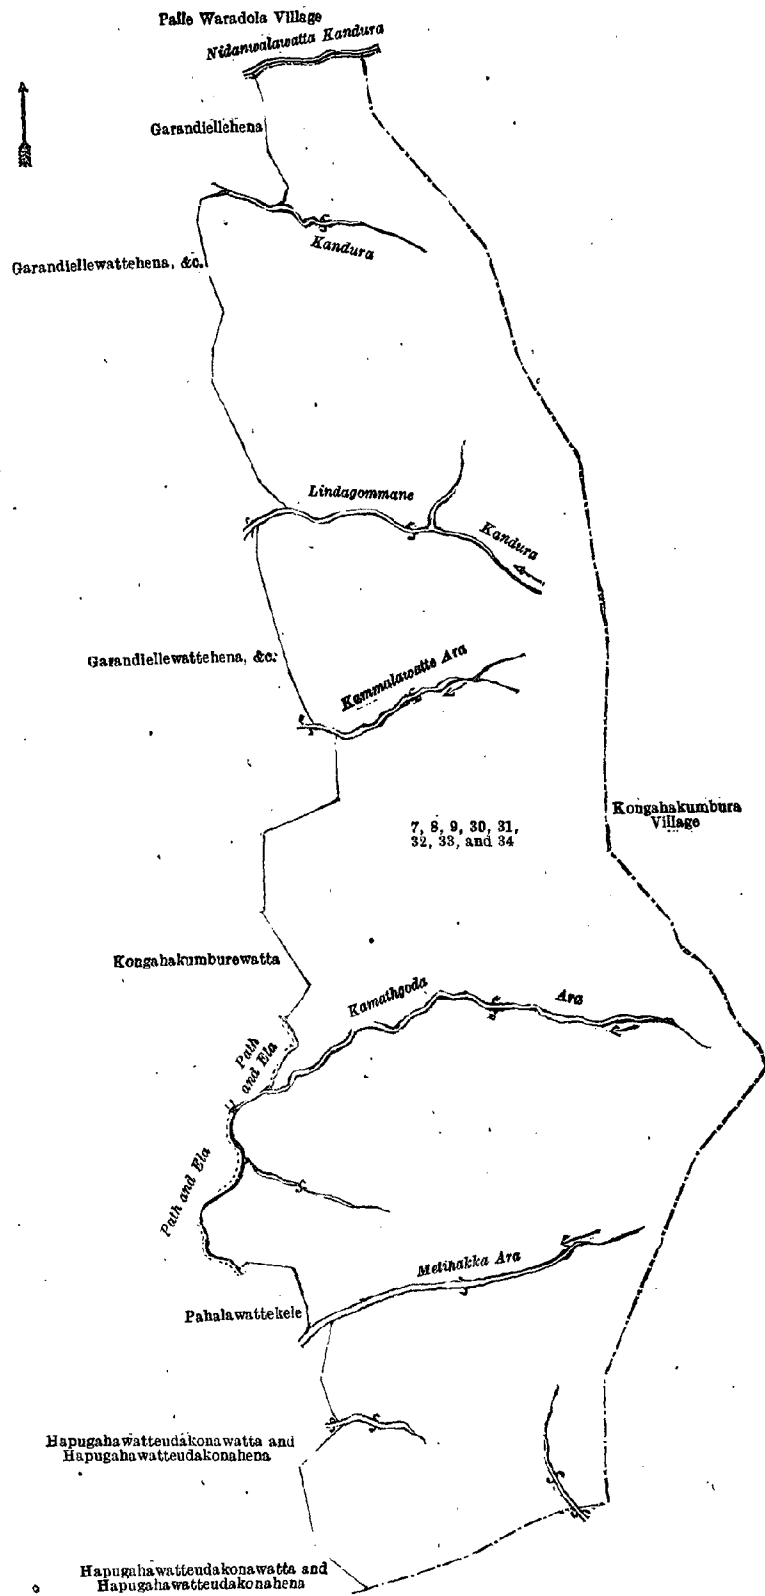 Palle Waradola Village
Nidanwalawatta Kandura
Garandiellehena
Kandura
Garandiellewattehena, &c.
Lindagommane
Kandura
Garandiellewattehena, &c.
Kammalawatte Ara
Kongahakumbura
Village
7, 8, 9, 30, 31,
32, 33, and 34
Kongahakumburewatta
Kamathgoda
Ara
Path
and Ela
Path and Ela
Metihakka Ara
Pahalawattekele
Hapugahawatteudakonawatta and
Hapugahawatteudakonahena
Hapugahawatteudakonawatta and
Hapugahawatteudakonahena